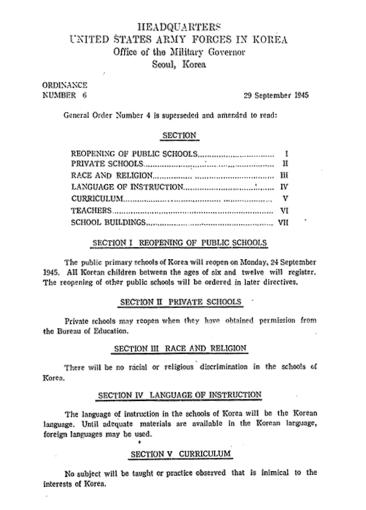 HEADQUARTERS
UNITED STATES ARMY FORCES IN KOREA
Office of the Military Governor
Seoul, Korea
ORDINANCE
NUMBER 6 29 September 1945
General Order Number 4 is superseded and amended to read:
SECTION
REOPENING OF PUBLIC SCHOOLS.............................. I
PRIVATE SCHOOLS.................................................... II
RACE AND RELIGION............................................... III
LANGUAGE OF INSTRUCTION................................... IV
CURRICULUM............................................................ V
TEACHERS................................................................. VI
SCHOOL BUILDINGS................................................. VII
SECTION I REOPENING OF PUBLIC SCHOOLS
The public primary schools of Korea will reopen on Monday, 24 September
1945. All Korean children between the ages of six and twelve will register.
The reopening of other public schools will be ordered in later directives.
SECTION II PRIVATE SCHOOLS
Private schools may reopen when they have obtained permission from
the Bureau of Education.
SECTION III RACE AND RELIGION
There will be no racial or religious discrimination in the schools of
Korea.
SECTION IV LANGUAGE OF INSTRUCTION
The language of instruction in the schools of Korea will be the Korean
language. Until adequate materials are available in the Korean language,
foreign languages may be used.
SECTION V CURRICULUM
No subject will be taught or practice observed that is inimical to the
interests of Korea.